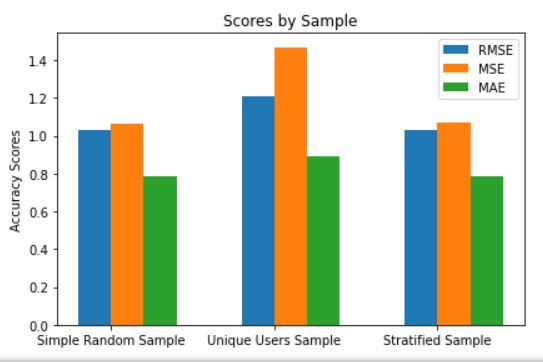 Scores by Sample
RMSE
MSE
MAE
Accuracy Scores
1.4
1.2
1.0
0.8
0.6
0.4
0.2
0.0
Simple Random Sample Unique Users Sample Stratified Sample